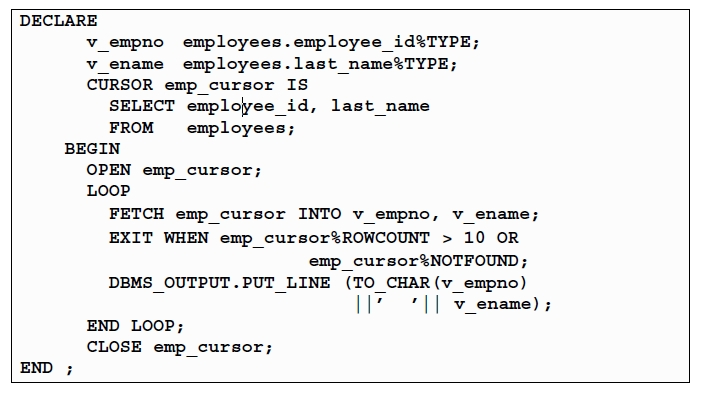 DECLARE
v_empno employees.employee_id%TYPE;
v_ename employees.last_name%TYPE;
CURSOR emp_cursor IS
SELECT employee_id, last_name
FROM employees;
BEGIN
OPEN emp_cursor;
LOOP
FETCH emp_cursor INTO v_empno, v_ename;
EXIT WHEN emp_cursor%ROWCOUNT > 10 OR
emp_cursor%NOTFOUND;
DBMS_OUTPUT.PUT_LINE (TO_CHAR(v_empno)
||’ ’|| v_ename);
END LOOP;
CLOSE emp_cursor;
END ;